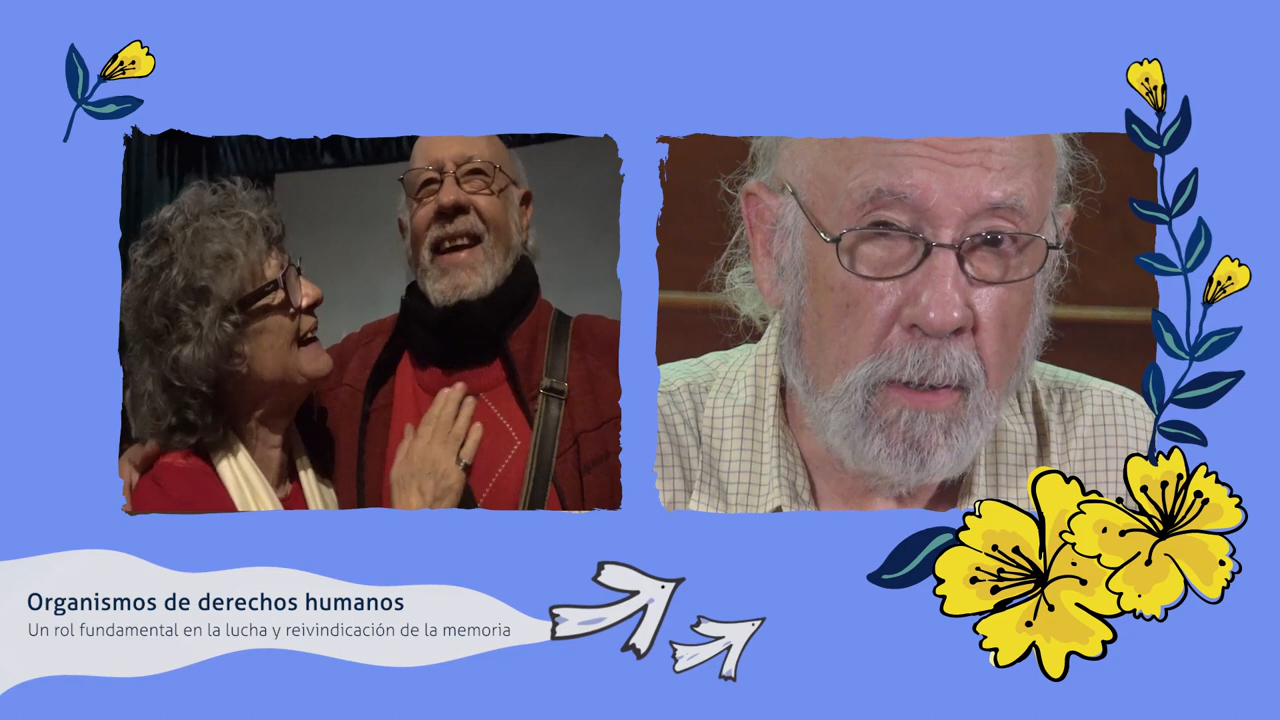 Organismos de derechos humanos
Un rol fundamental en la lucha y reivindicación de la memoria